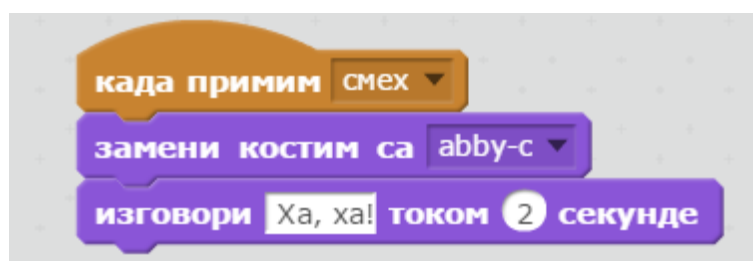 када примим смех
замени костим са abby-c
изговори Ха, ха! током 2 секунде